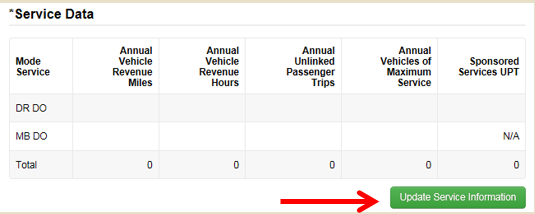 *Service Data
Mode Service Annual Vehicle Revenue Miles Annual Vehicle Revenue Hours Annual Unlinked Passenger Trips Annual Vehicles of Maximum Service Sponsored Services UPT
DR DO
MB DO N/A
Total 0 0 0 0 0
Update Service Information